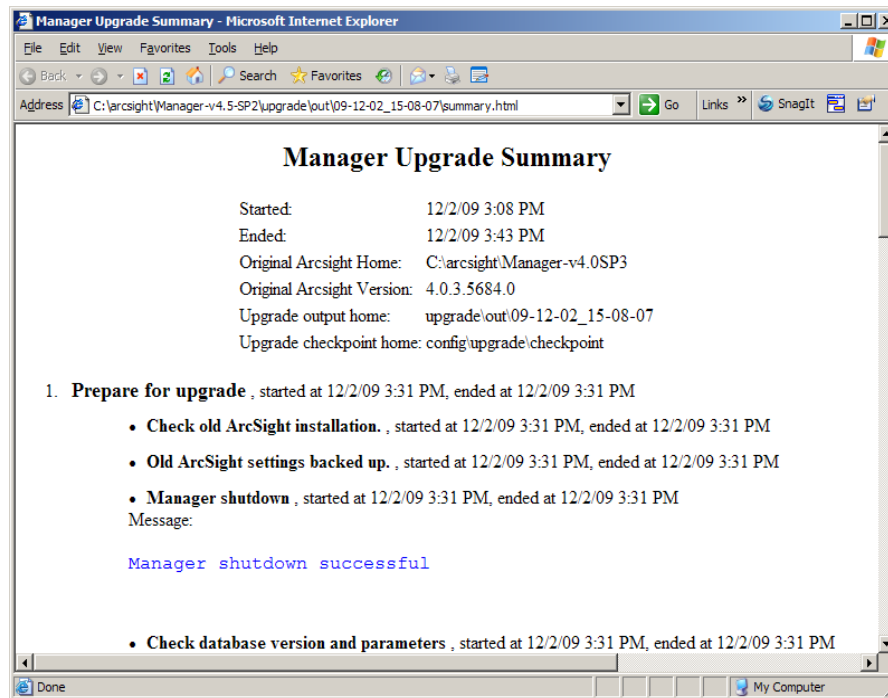 Manager Upgrade Summary - Microsoft Internet Explorer
File Edit View Favorites Tools Help
Back Search Favorites
Address C:\arcsight\Manager-v4.5-SP2\upgrade\out\09-12-02_15-08-07\summary.html Go Links » SnagIt
Manager Upgrade Summary
Started: 12/2/09 3:08 PM
Ended: 12/2/09 3:43 PM
Original Arcsight Home: C:\arcsight\Manager-v4.0SP3
Original Arcsight Version: 4.0.3.5684.0
Upgrade output home: upgrade\out\09-12-02_15-08-07
Upgrade checkpoint home: config\upgrade\checkpoint
1. Prepare for upgrade , started at 12/2/09 3:31 PM, ended at 12/2/09 3:31 PM
• Check old ArcSight installation. , started at 12/2/09 3:31 PM, ended at 12/2/09 3:31 PM
• Old ArcSight settings backed up. , started at 12/2/09 3:31 PM, ended at 12/2/09 3:31 PM
• Manager shutdown , started at 12/2/09 3:31 PM, ended at 12/2/09 3:31 PM
Message:
Manager shutdown successful
• Check database version and parameters , started at 12/2/09 3:31 PM, ended at 12/2/09 3:31 PM
Done My Computer